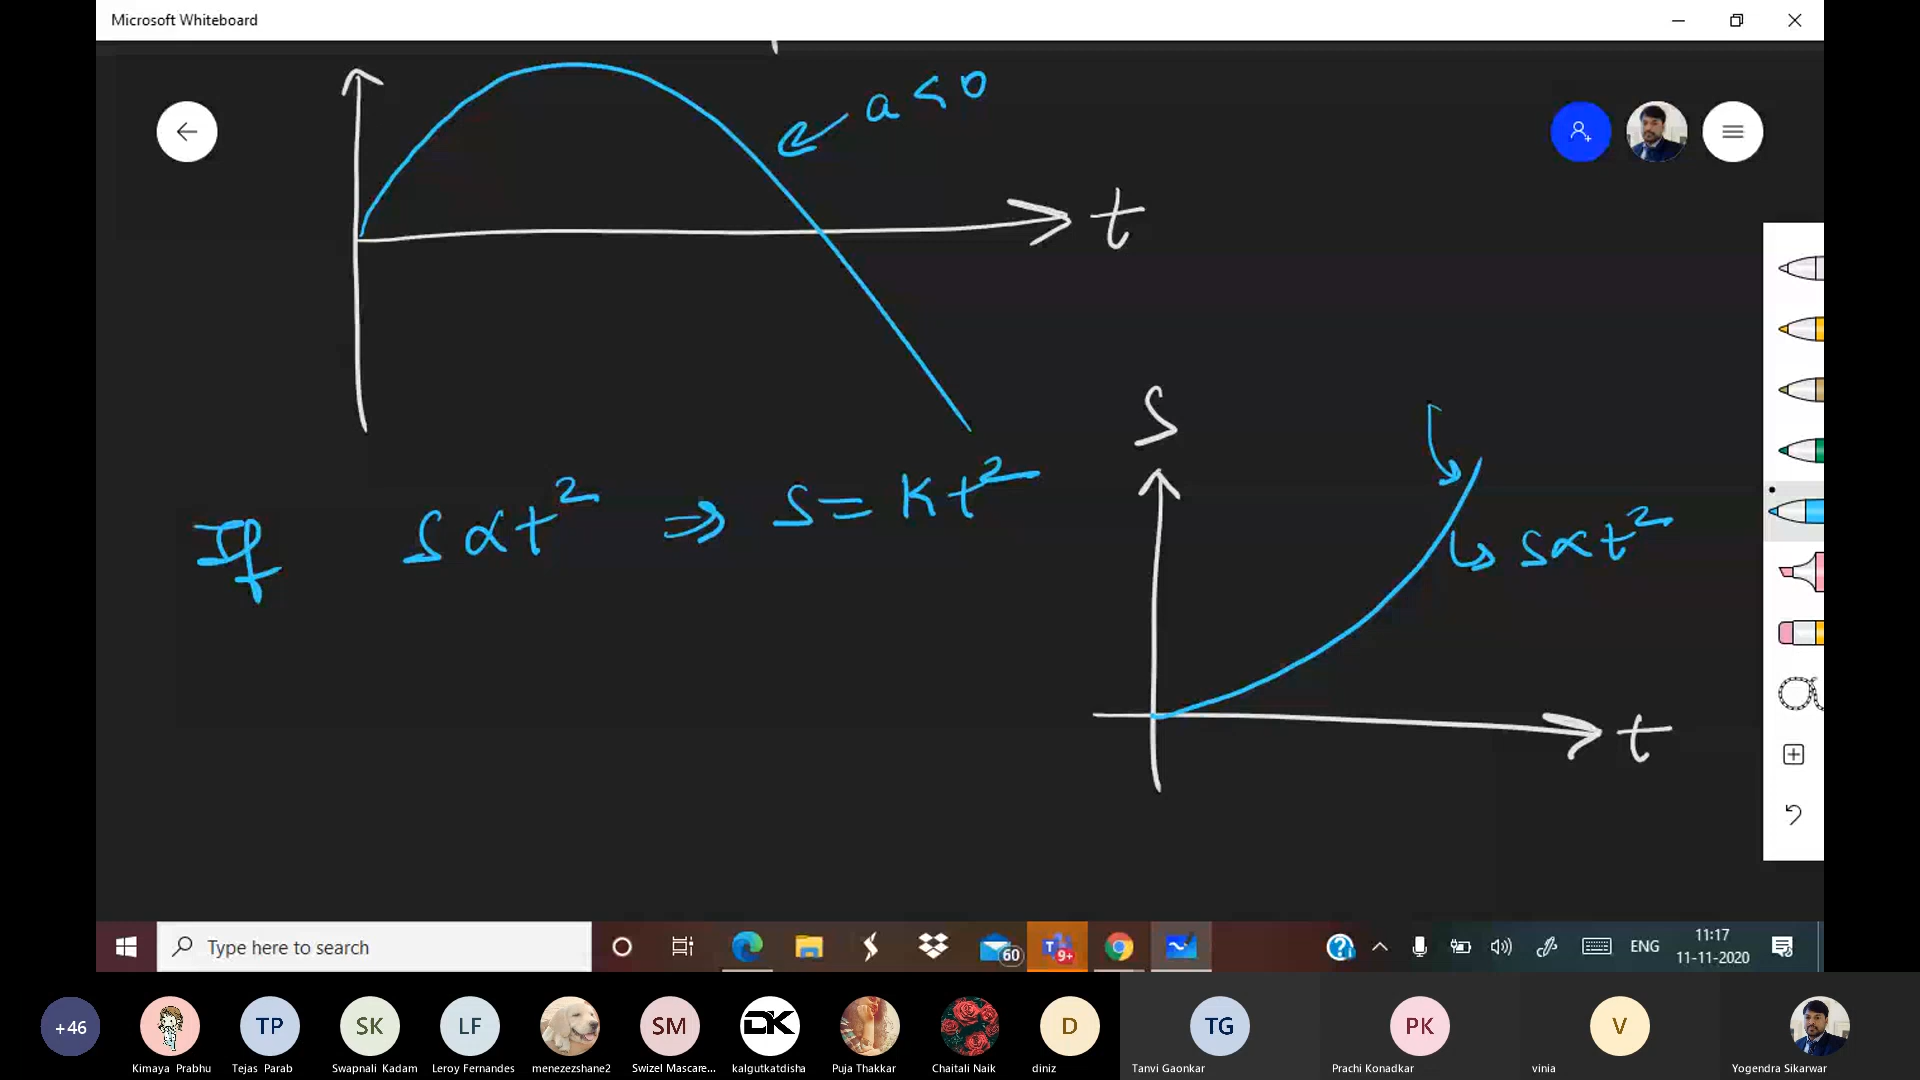 Microsoft Whiteboard
a < 0
t
S
If S ∝ t² ⇒ S = Kt²
↳ S ∝ t²
t
Type here to search
60
9+
ENG
11:17
11-11-2020
+46
TP
SK
LF
SM
DK
D
TG
PK
V
Kimaya Prabhu
Tejas Parab
Swapnali Kadam
Leroy Fernandes
menezezshane2
Swizel Mascare...
kalgutkatdisha
Puja Thakkar
Chaitali Naik
diniz
Tanvi Gaonkar
Prachi Konadkar
vinia
Yogendra Sikarwar